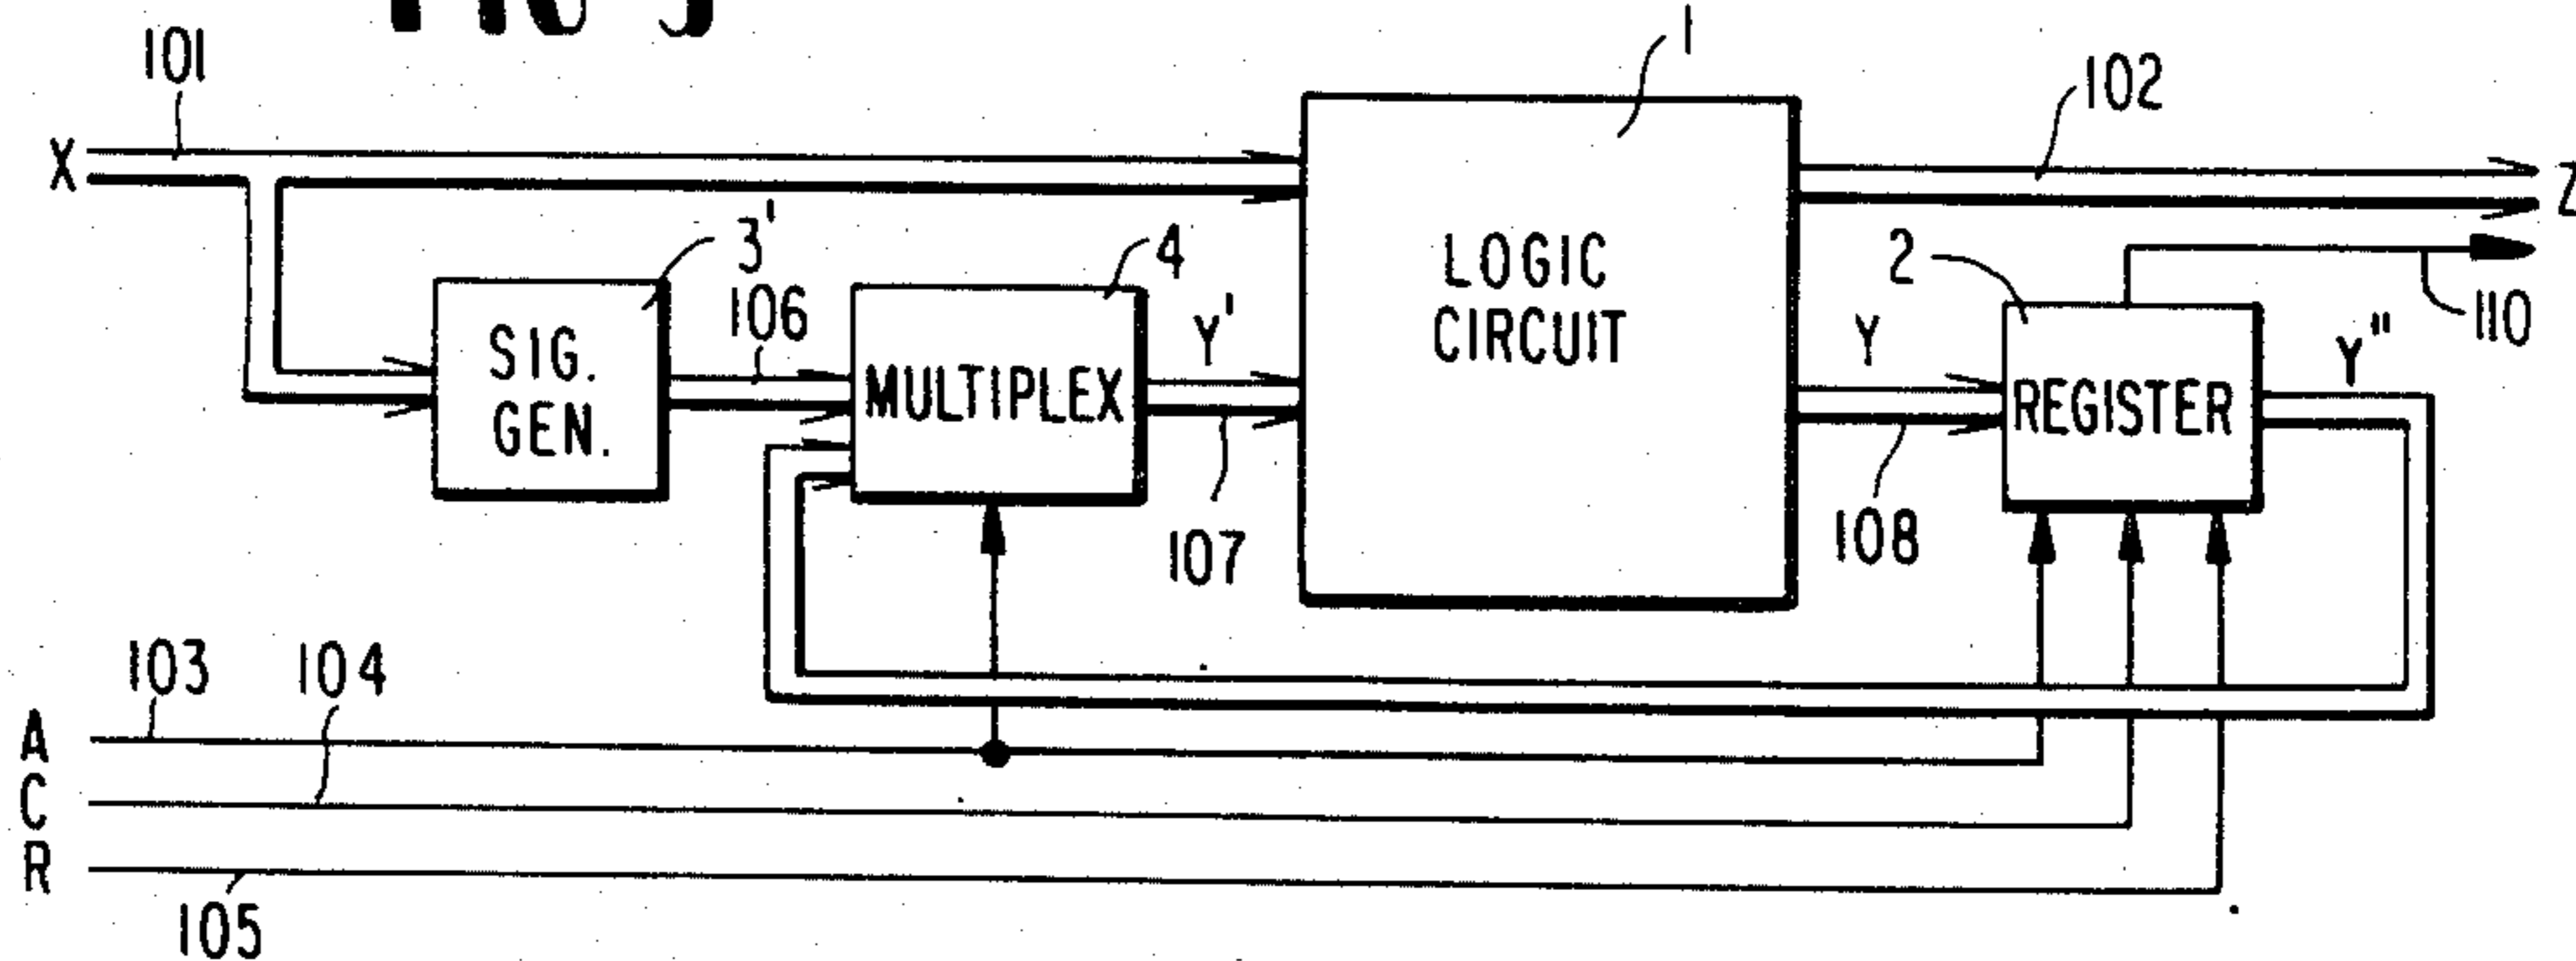 101
1
102
X
Z
3'
4
2
106
Y'
LOGIC
CIRCUIT
Y
110
Y"
SIG.
GEN.
MULTIPLEX
REGISTER
107
108
103
104
A
C
R
105